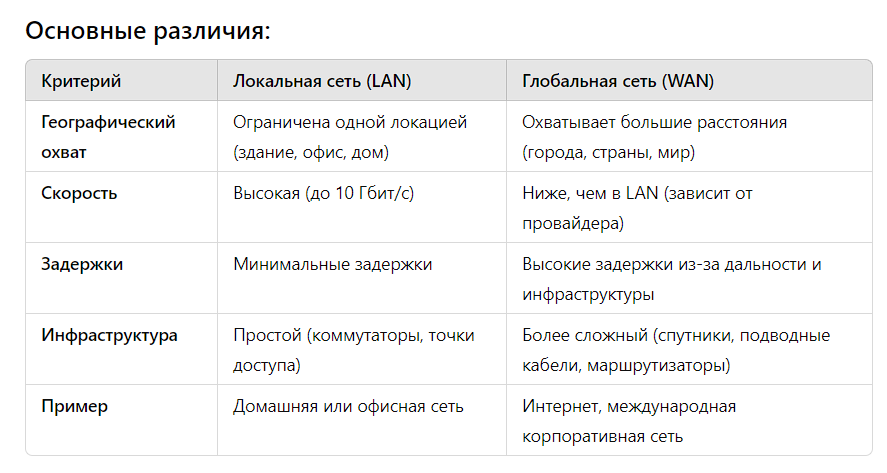 Основные различия:
Критерий Локальная сеть (LAN) Глобальная сеть (WAN)
Географический охват Ограничена одной локацией (здание, офис, дом) Охватывает большие расстояния (города, страны, мир)
Скорость Высокая (до 10 Гбит/с) Ниже, чем в LAN (зависит от провайдера)
Задержки Минимальные задержки Высокие задержки из-за дальности и инфраструктуры
Инфраструктура Простой (коммутаторы, точки доступа) Более сложный (спутники, подводные кабели, маршрутизаторы)
Пример Домашняя или офисная сеть Интернет, международная корпоративная сеть